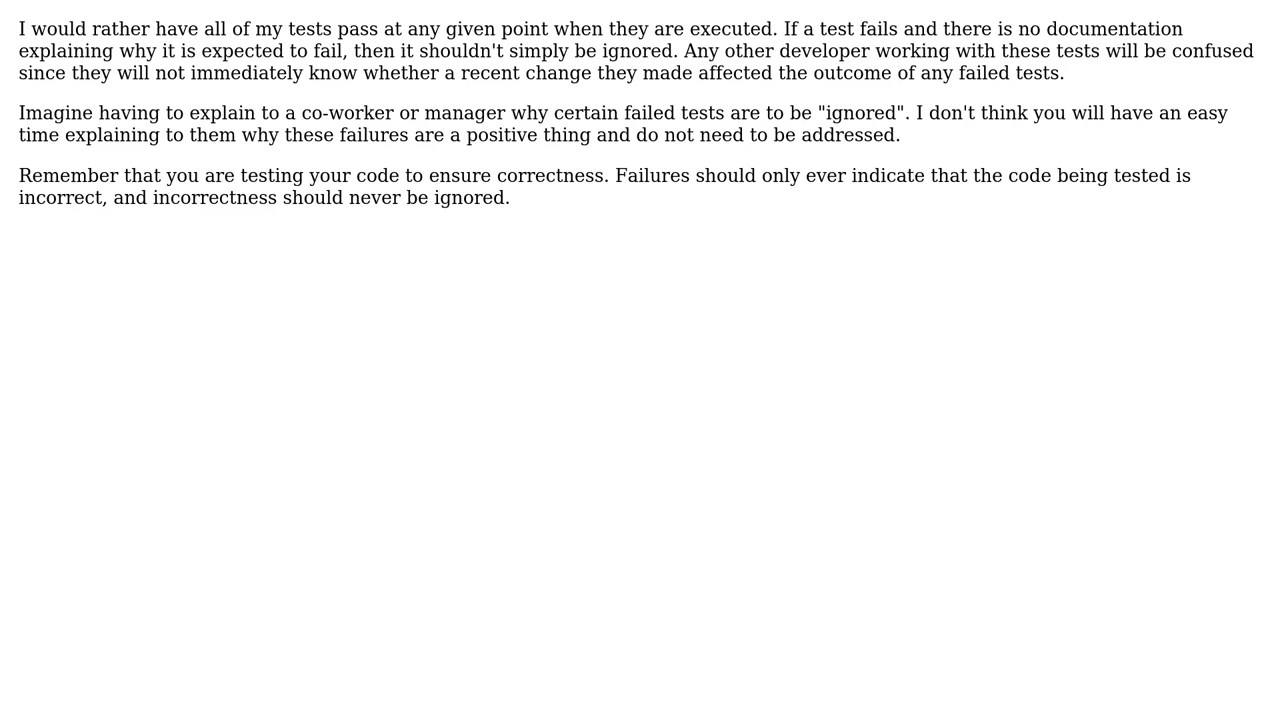 I would rather have all of my tests pass at any given point when they are executed. If a test fails and there is no documentation
explaining why it is expected to fail, then it shouldn't simply be ignored. Any other developer working with these tests will be confused
since they will not immediately know whether a recent change they made affected the outcome of any failed tests.
Imagine having to explain to a co-worker or manager why certain failed tests are to be "ignored". I don't think you will have an easy
time explaining to them why these failures are a positive thing and do not need to be addressed.
Remember that you are testing your code to ensure correctness. Failures should only ever indicate that the code being tested is
incorrect, and incorrectness should never be ignored.